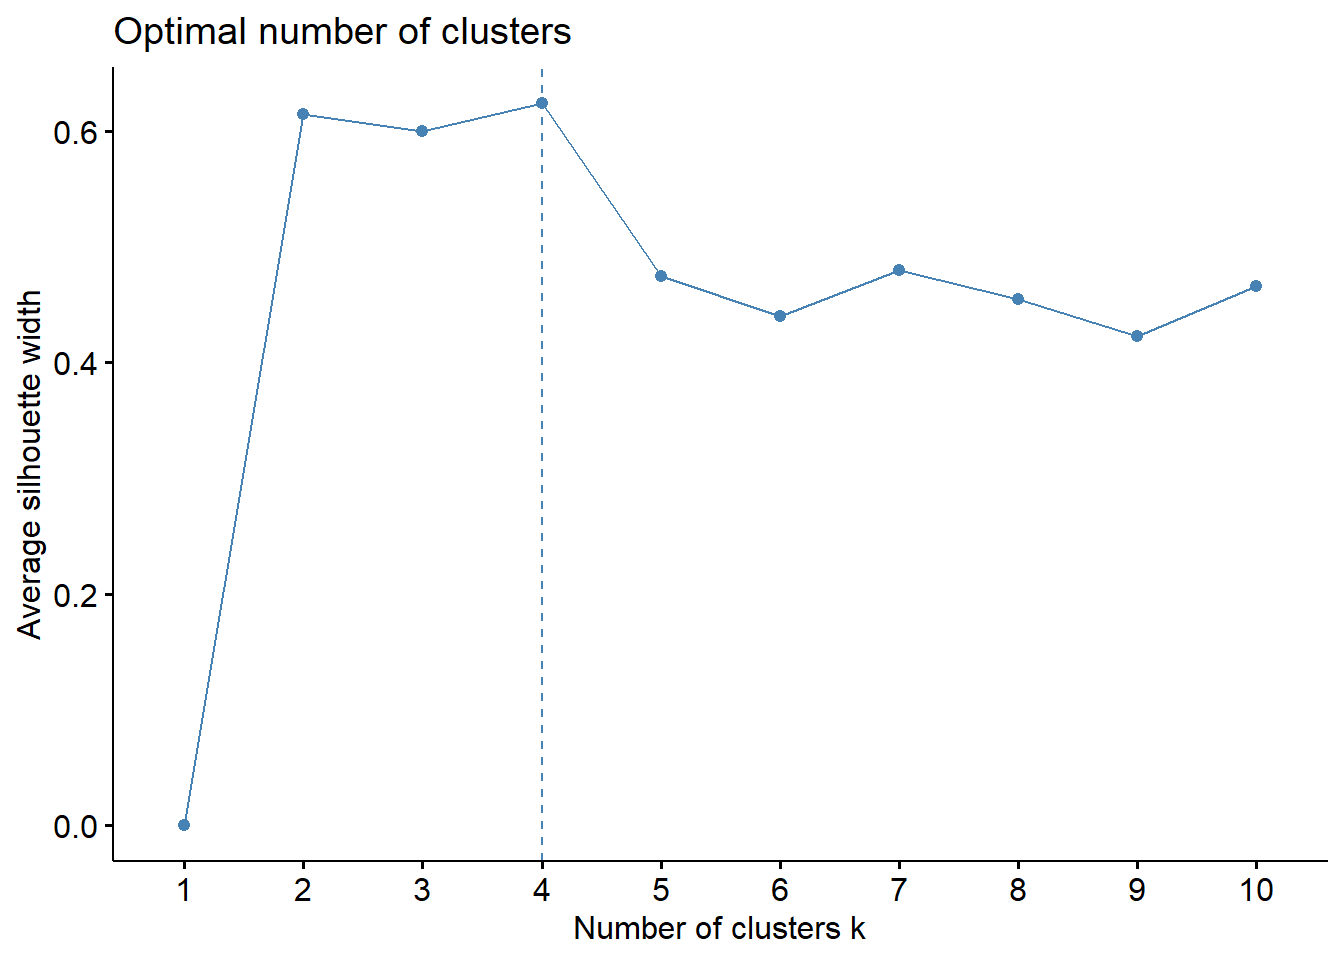 Optimal number of clusters
Average silhouette width
0.6
0.4
0.2
0.0
1 2 3 4 5 6 7 8 9 10
Number of clusters k